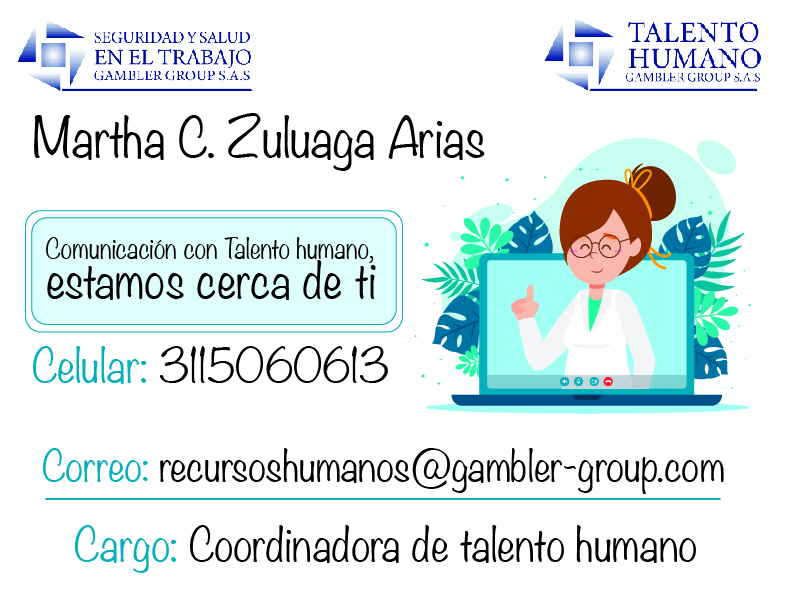 SEGURIDAD Y SALUD
EN EL TRABAJO
GAMBLER GROUP S.A.S
TALENTO
HUMANO
GAMBLER GROUP S.A.S
Martha C. Zuluaga Arias
Comunicación con Talento humano,
estamos cerca de ti
Celular: 3115060613
Correo: recursoshumanos@gambler-group.com
Cargo: Coordinadora de talento humano